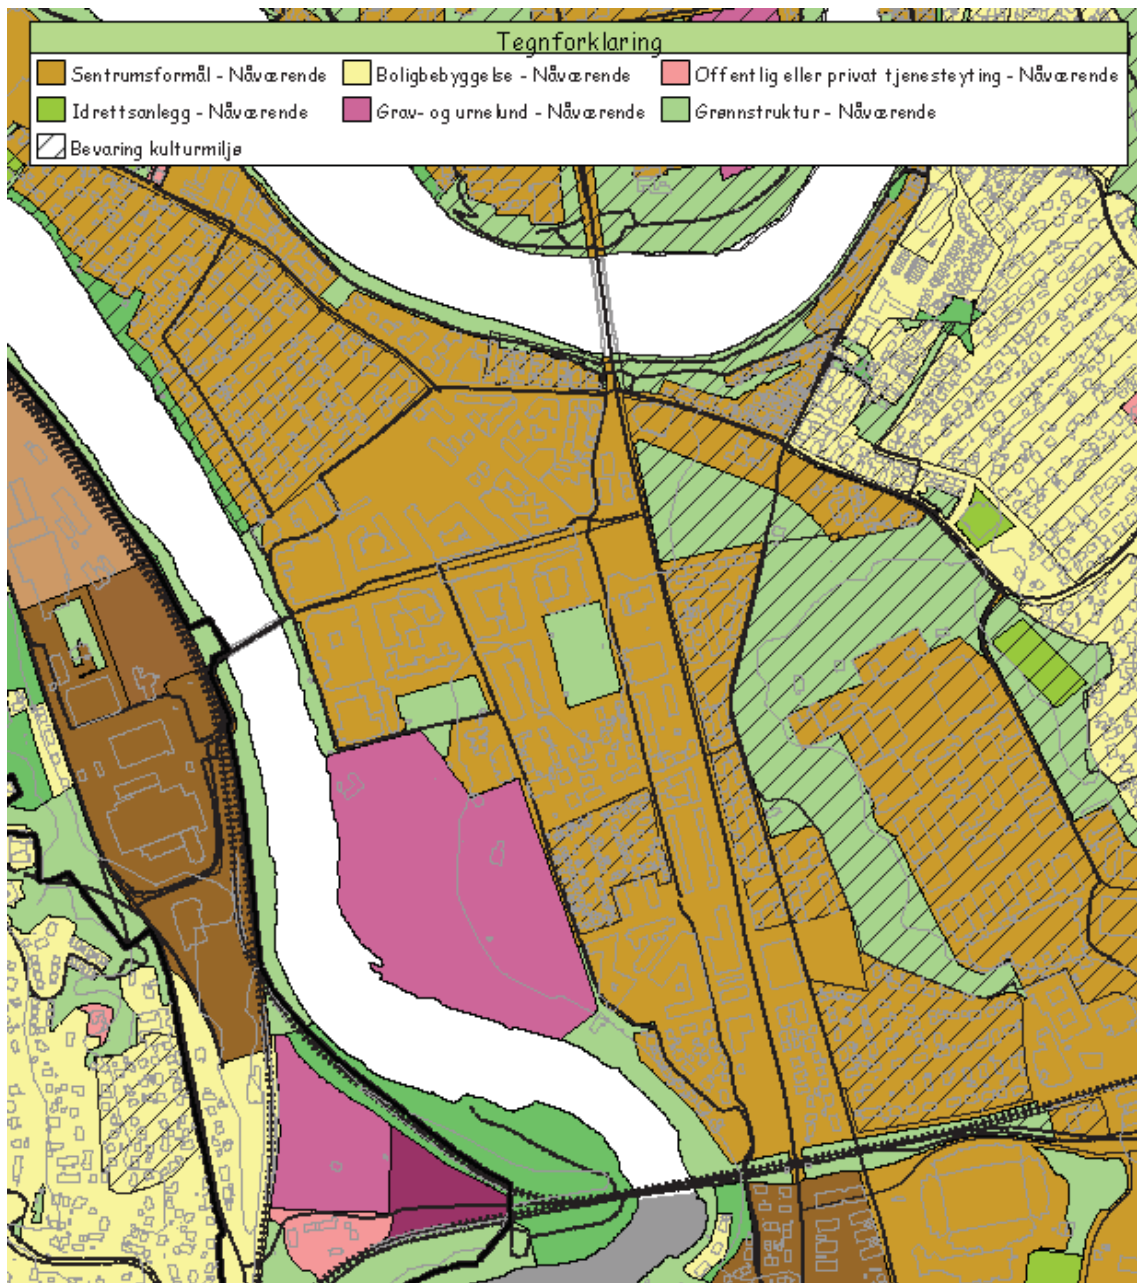 Tegnforklaring
Sentrumsformål - Nåværende Boligbebyggelse - Nåværende Offentlig eller privat tjenesteyting - Nåværende
Idrettsanlegg - Nåværende Grav- og urnelund - Nåværende Grønnstruktur - Nåværende
Bevaring kulturmiljø